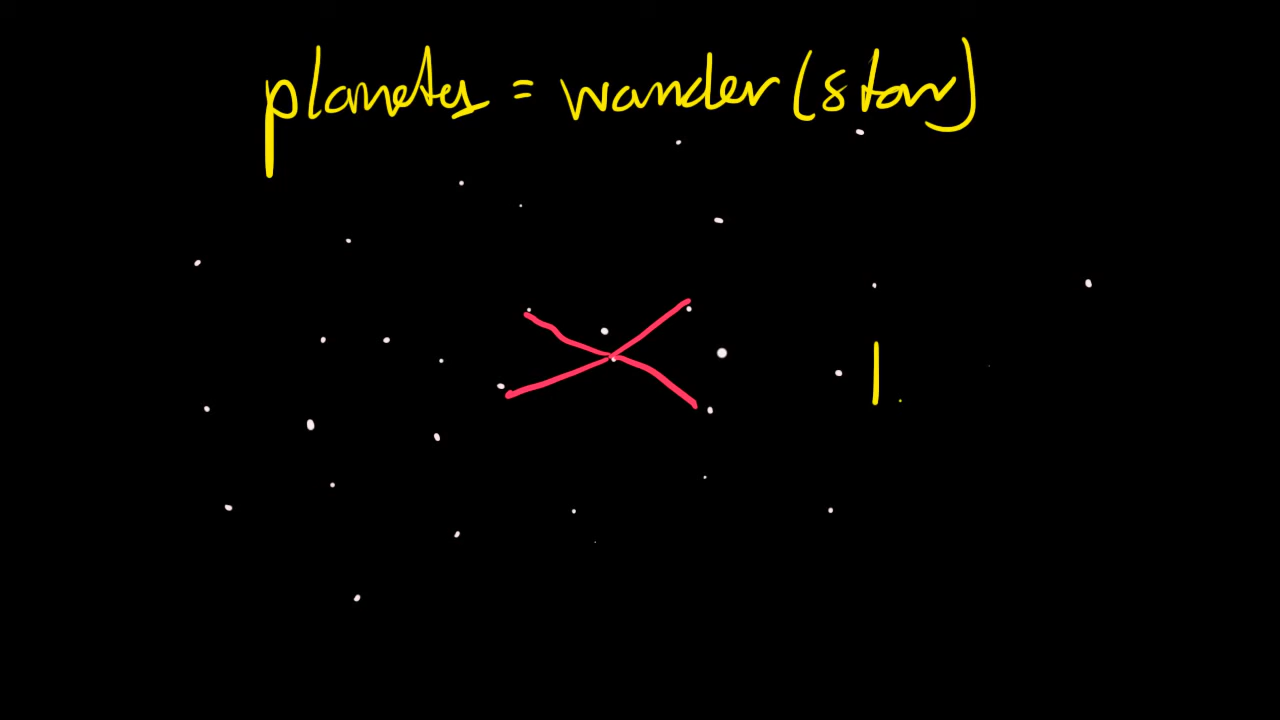 planetes = wander (star)